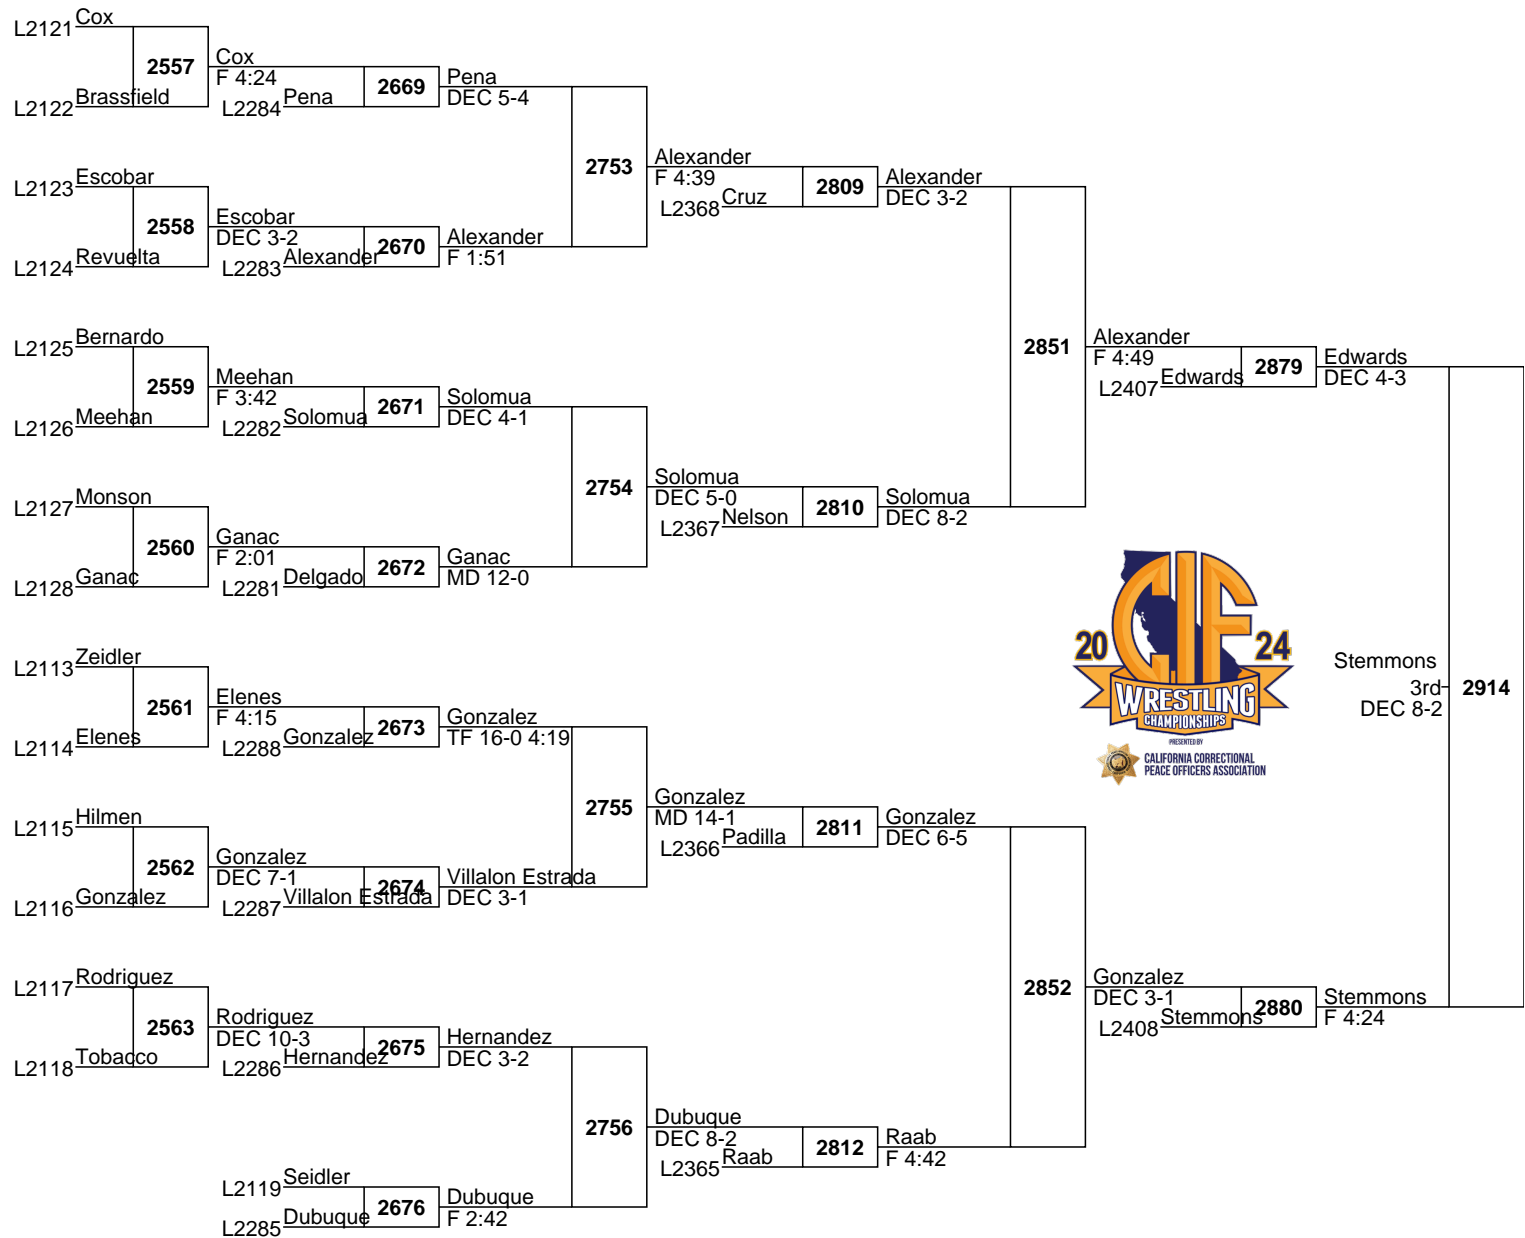 L2121 Cox
2557
Cox
F 4:24
L2122 Brassfield
L2284 Pena
2669
Pena
DEC 5-4
2753
Alexander
F 4:39
L2368 Cruz
2809
Alexander
DEC 3-2
L2123 Escobar
2558
Escobar
DEC 3-2
L2124 Revuelta
L2283 Alexander
2670
Alexander
F 1:51
L2125 Bernardo
2559
Meehan
F 3:42
L2126 Meehan
L2282 Solomua
2671
Solomua
DEC 4-1
2851
Alexander
F 4:49
L2407 Edwards
2879
Edwards
DEC 4-3
2754
Solomua
DEC 5-0
L2367 Nelson
2810
Solomua
DEC 8-2
L2127 Monson
2560
Ganac
F 2:01
L2128 Ganac
L2281 Delgado
2672
Ganac
MD 12-0
20 CIF 24
WRESTLING
CHAMPIONSHIPS
PRESENTED BY
CALIFORNIA CORRECTIONAL
PEACE OFFICERS ASSOCIATION
Stemmons
3rd
DEC 8-2
2914
L2113 Zeidler
2561
Elenes
F 4:15
L2114 Elenes
L2288 Gonzalez
2673
Gonzalez
TF 16-0 4:19
2755
Gonzalez
MD 14-1
L2366 Padilla
2811
Gonzalez
DEC 6-5
L2115 Hilmen
2562
Gonzalez
DEC 7-1
L2116 Gonzalez
L2287 Villalon Estrada
2674
Villalon Estrada
DEC 3-1
L2117 Rodriguez
2563
Rodriguez
DEC 10-3
L2118 Tobacco
L2286 Hernandez
2675
Hernandez
DEC 3-2
2852
Gonzalez
DEC 3-1
L2408 Stemmons
2880
Stemmons
F 4:24
2756
Dubuque
DEC 8-2
L2365 Raab
2812
Raab
F 4:42
L2119 Seidler
2676
L2285 Dubuque
Dubuque
F 2:42